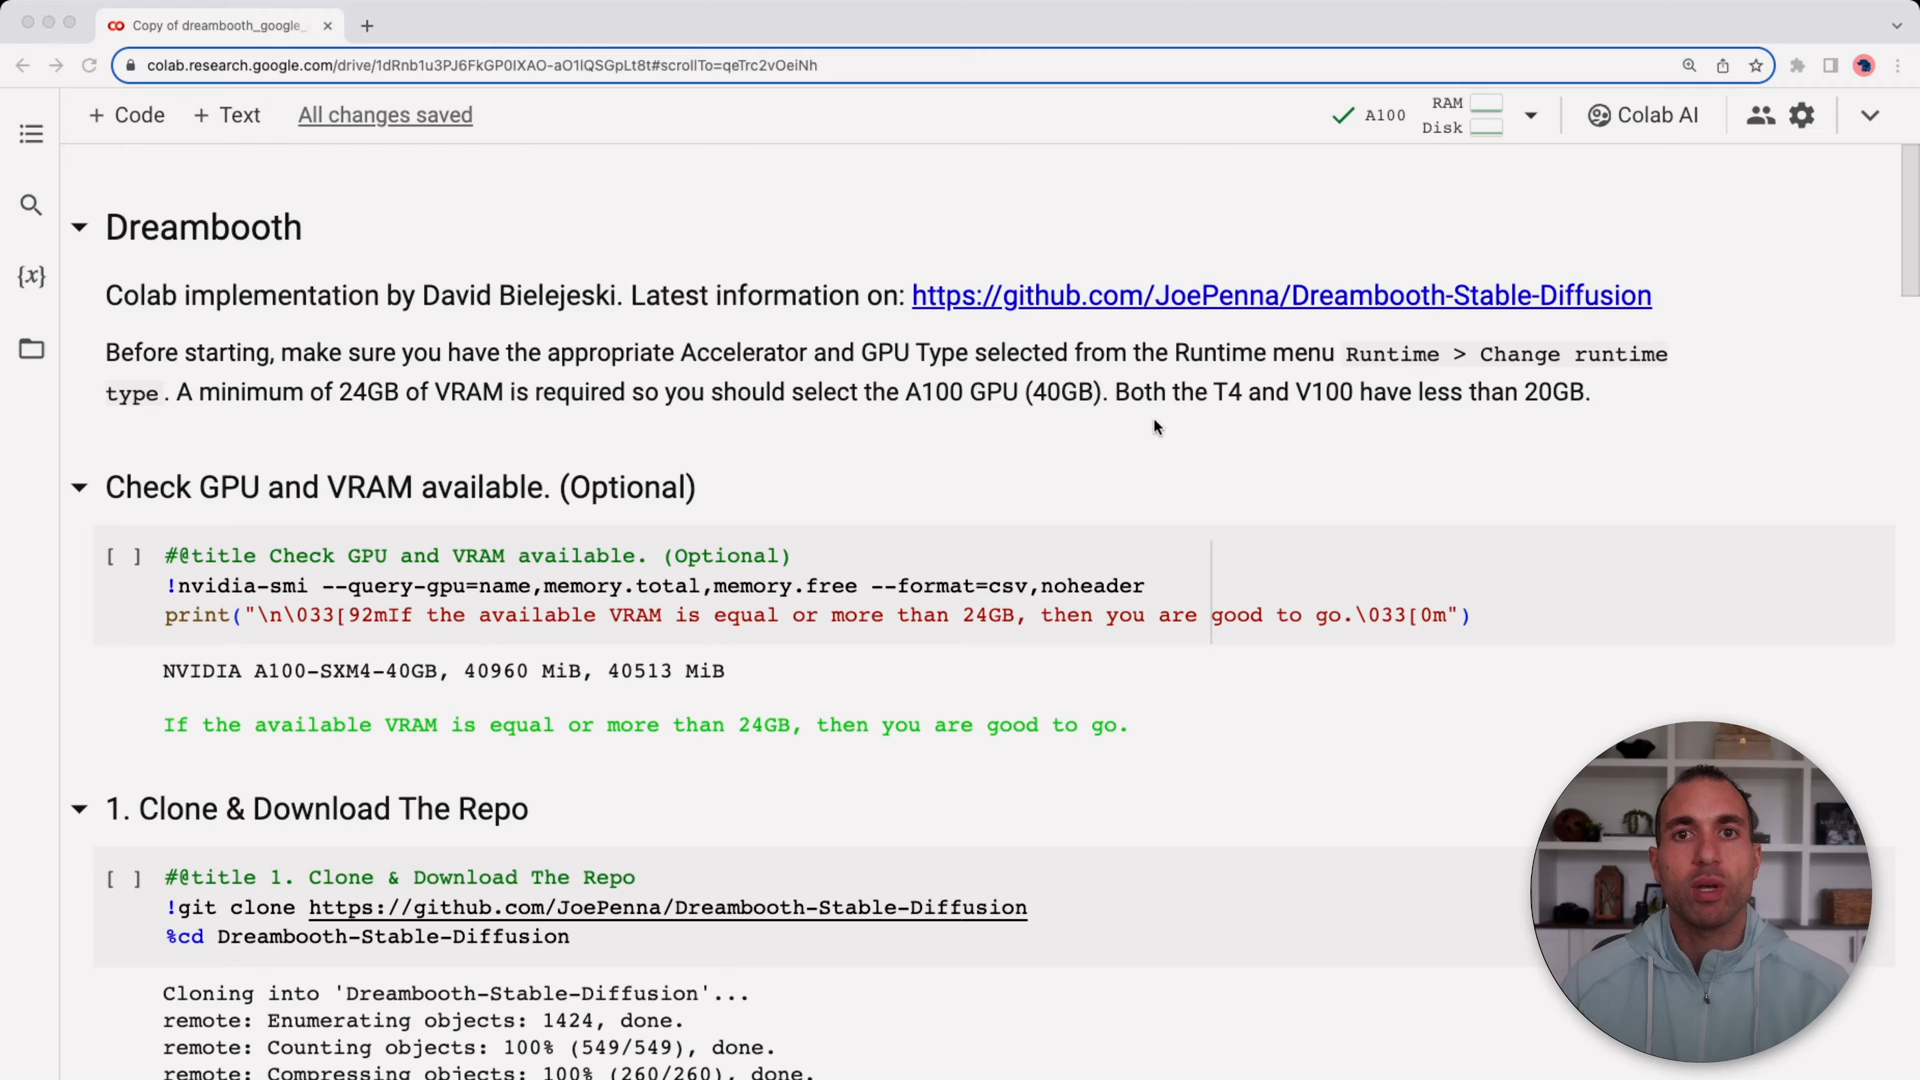 Copy of dreambooth_google_
colab.research.google.com/drive/1dRnb1u3PJ6FkGP0IXAO-aO1lQSGpLt8t#scrollTo=qeTrc2vOeiNh
+ Code + Text All changes saved
A100 RAM Disk
Colab AI
Dreambooth
Colab implementation by David Bielejeski. Latest information on: https://github.com/JoePenna/Dreambooth-Stable-Diffusion
Before starting, make sure you have the appropriate Accelerator and GPU Type selected from the Runtime menu Runtime > Change runtime
type. A minimum of 24GB of VRAM is required so you should select the A100 GPU (40GB). Both the T4 and V100 have less than 20GB.
Check GPU and VRAM available. (Optional)
[ ] #@title Check GPU and VRAM available. (Optional)
!nvidia-smi --query-gpu=name,memory.total,memory.free --format=csv,noheader
print("\n\033[92mIf the available VRAM is equal or more than 24GB, then you are good to go.\033[0m")
NVIDIA A100-SXM4-40GB, 40960 MiB, 40513 MiB
If the available VRAM is equal or more than 24GB, then you are good to go.
1. Clone & Download The Repo
[ ] #@title 1. Clone & Download The Repo
!git clone https://github.com/JoePenna/Dreambooth-Stable-Diffusion
%cd Dreambooth-Stable-Diffusion
Cloning into 'Dreambooth-Stable-Diffusion'...
remote: Enumerating objects: 1424, done.
remote: Counting objects: 100% (549/549), done.
remote: Compressing objects: 100% (260/260), done.